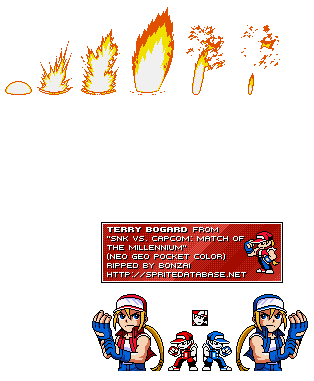 TERRY BOGARD FROM
"SNK VS. CAPCOM: MATCH OF
THE MILLENNIUM"
(NEO GEO POCKET COLOR)
RIPPED BY BONZAI
HTTP://SPRITEDATABASE.NET